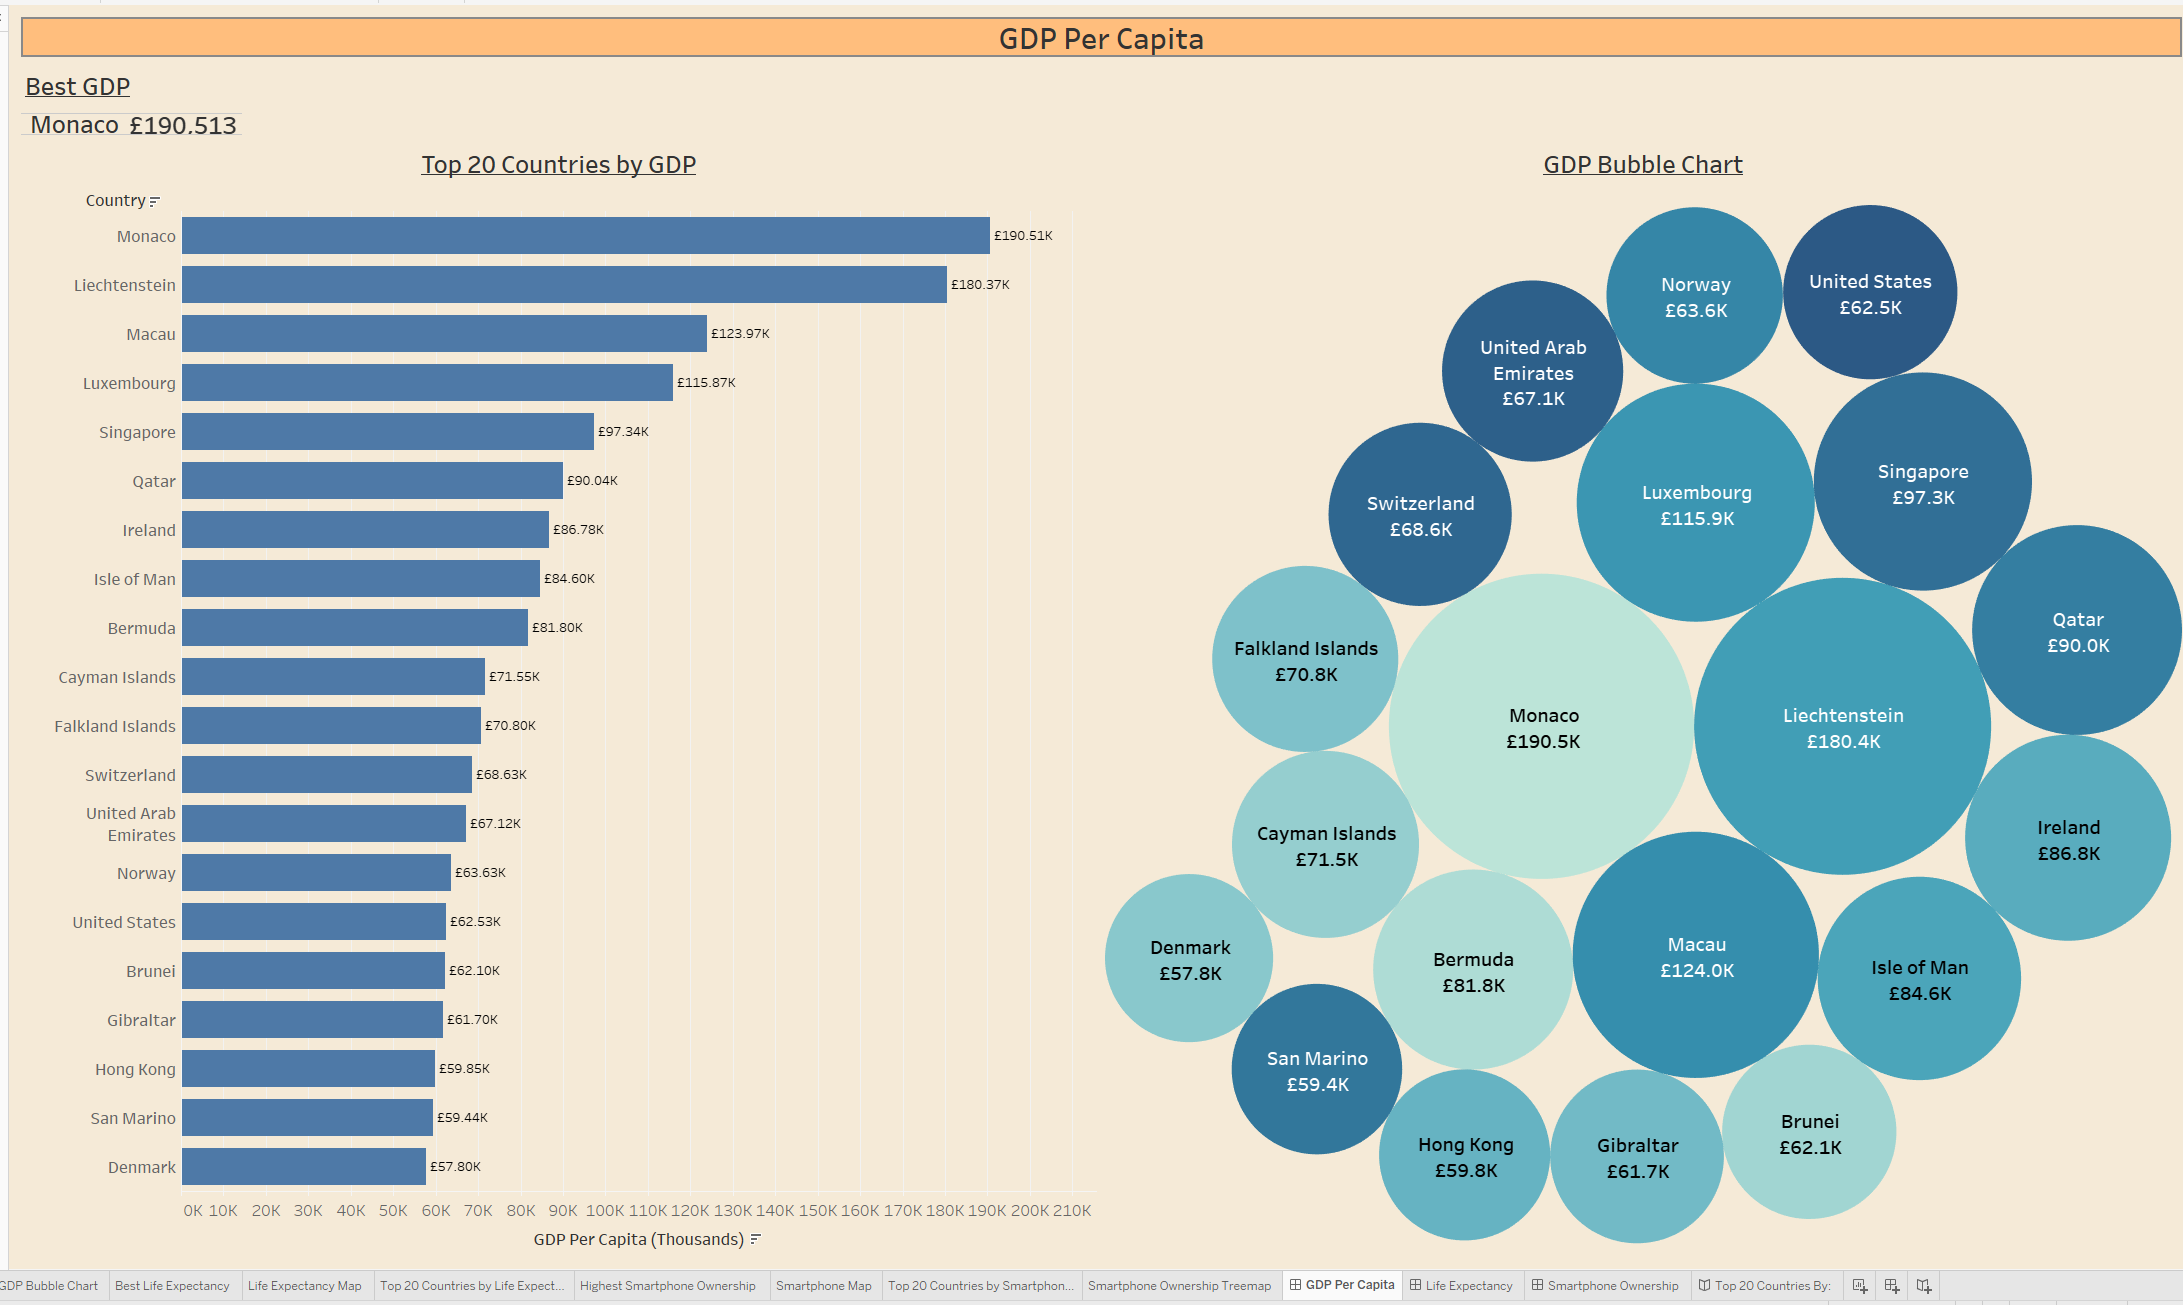 GDP Per Capita
Best GDP
Monaco £190,513
Top 20 Countries by GDP
Country
Monaco £190.51K
Liechtenstein £180.37K
Macau £123.97K
Luxembourg £115.87K
Singapore £97.34K
Qatar £90.04K
Ireland £86.78K
Isle of Man £84.60K
Bermuda £81.80K
Cayman Islands £71.55K
Falkland Islands £70.80K
Switzerland £68.63K
United Arab
Emirates £67.12K
Norway £63.63K
United States £62.53K
Brunei £62.10K
Gibraltar £61.70K
Hong Kong £59.85K
San Marino £59.44K
Denmark £57.80K
0K 10K 20K 30K 40K 50K 60K 70K 80K 90K 100K 110K 120K 130K 140K 150K 160K 170K 180K 190K 200K 210K
GDP Per Capita (Thousands)
GDP Bubble Chart
Norway
£63.6K
United States
£62.5K
United Arab
Emirates
£67.1K
Switzerland
£68.6K
Luxembourg
£115.9K
Singapore
£97.3K
Qatar
£90.0K
Falkland Islands
£70.8K
Monaco
£190.5K
Liechtenstein
£180.4K
Cayman Islands
£71.5K
Ireland
£86.8K
Denmark
£57.8K
Bermuda
£81.8K
Macau
£124.0K
Isle of Man
£84.6K
San Marino
£59.4K
Hong Kong
£59.8K
Gibraltar
£61.7K
Brunei
£62.1K
GDP Bubble Chart Best Life Expectancy Life Expectancy Map Top 20 Countries by Life Expect... Highest Smartphone Ownership Smartphone Map Top 20 Countries by Smartphon... Smartphone Ownership Treemap GDP Per Capita Life Expectancy Smartphone Ownership Top 20 Countries By: